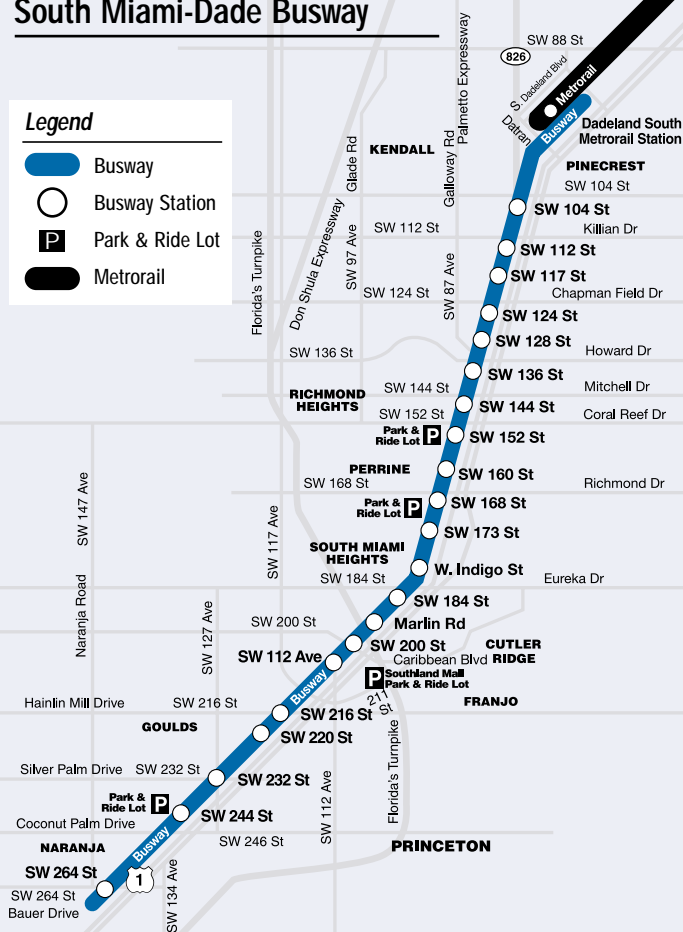 South Miami-Dade Busway
SW 88 St
826
S. Dadeland Blvd
Palmetto Expressway
Metrorail
Legend
Busway
Busway Station
P Park & Ride Lot
Metrorail
Datran
Busway
Dadeland South
Metrorail Station
KENDALL
Glade Rd
Galloway Rd
PINECREST
SW 104 St
SW 104 St
SW 112 St
Killian Dr
SW 112 St
Florida's Turnpike
Don Shula Expressway
SW 97 Ave
SW 87 Ave
SW 117 St
SW 124 St
Chapman Field Dr
SW 124 St
SW 128 St
SW 136 St
Howard Dr
SW 136 St
RICHMOND
HEIGHTS
SW 144 St
Mitchell Dr
SW 144 St
SW 152 St
Coral Reef Dr
Park &
Ride Lot P
SW 152 St
PERRINE
SW 160 St
SW 168 St
Richmond Dr
Park &
Ride Lot P
SW 168 St
SW 147 Ave
SW 117 Ave
SW 173 St
SOUTH MIAMI
HEIGHTS
W. Indigo St
SW 184 St
Eureka Dr
Naranja Road
SW 127 Ave
SW 184 St
SW 200 St
Marlin Rd
SW 200 St
CUTLER
RIDGE
SW 112 Ave
Caribbean Blvd
P Southland Mall
Park & Ride Lot
Busway
211
St
FRANJO
Hainlin Mill Drive
SW 216 St
SW 216 St
GOULDS
SW 220 St
Florida's Turnpike
Silver Palm Drive
SW 232 St
SW 232 St
SW 112 Ave
Park &
Ride Lot P
SW 244 St
Coconut Palm Drive
SW 246 St
NARANJA
Busway
PRINCETON
SW 264 St
1
SW 264 St
Bauer Drive
SW 134 Ave